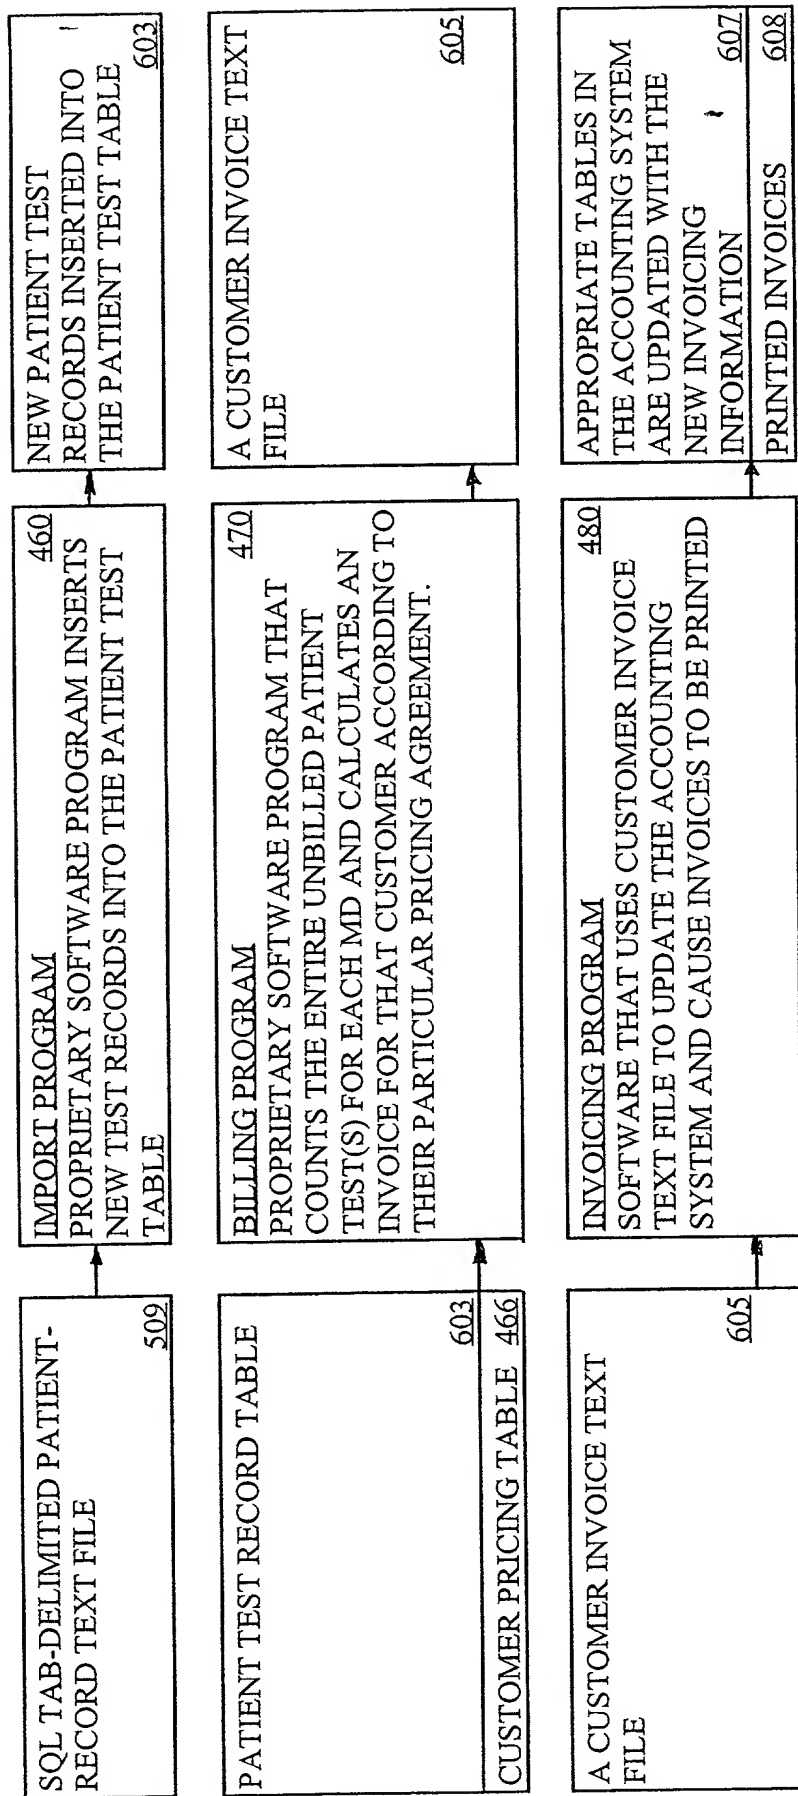 SQL TAB-DELIMITED PATIENT-
RECORD TEXT FILE
509
IMPORT PROGRAM
460
PROPRIETARY SOFTWARE PROGRAM INSERTS
NEW TEST RECORDS INTO THE PATIENT TEST
TABLE
NEW PATIENT TEST
RECORDS INSERTED INTO
THE PATIENT TEST TABLE
603
PATIENT TEST RECORD TABLE
603
CUSTOMER PRICING TABLE 466
BILLING PROGRAM
470
PROPRIETARY SOFTWARE PROGRAM THAT
COUNTS THE ENTIRE UNBILLED PATIENT
TEST(S) FOR EACH MD AND CALCULATES AN
INVOICE FOR THAT CUSTOMER ACCORDING TO
THEIR PARTICULAR PRICING AGREEMENT.
A CUSTOMER INVOICE TEXT
FILE
605
A CUSTOMER INVOICE TEXT
FILE
605
INVOICING PROGRAM
480
SOFTWARE THAT USES CUSTOMER INVOICE
TEXT FILE TO UPDATE THE ACCOUNTING
SYSTEM AND CAUSE INVOICES TO BE PRINTED
APPROPRIATE TABLES IN
THE ACCOUNTING SYSTEM
ARE UPDATED WITH THE
NEW INVOICING
INFORMATION
607
PRINTED INVOICES
608